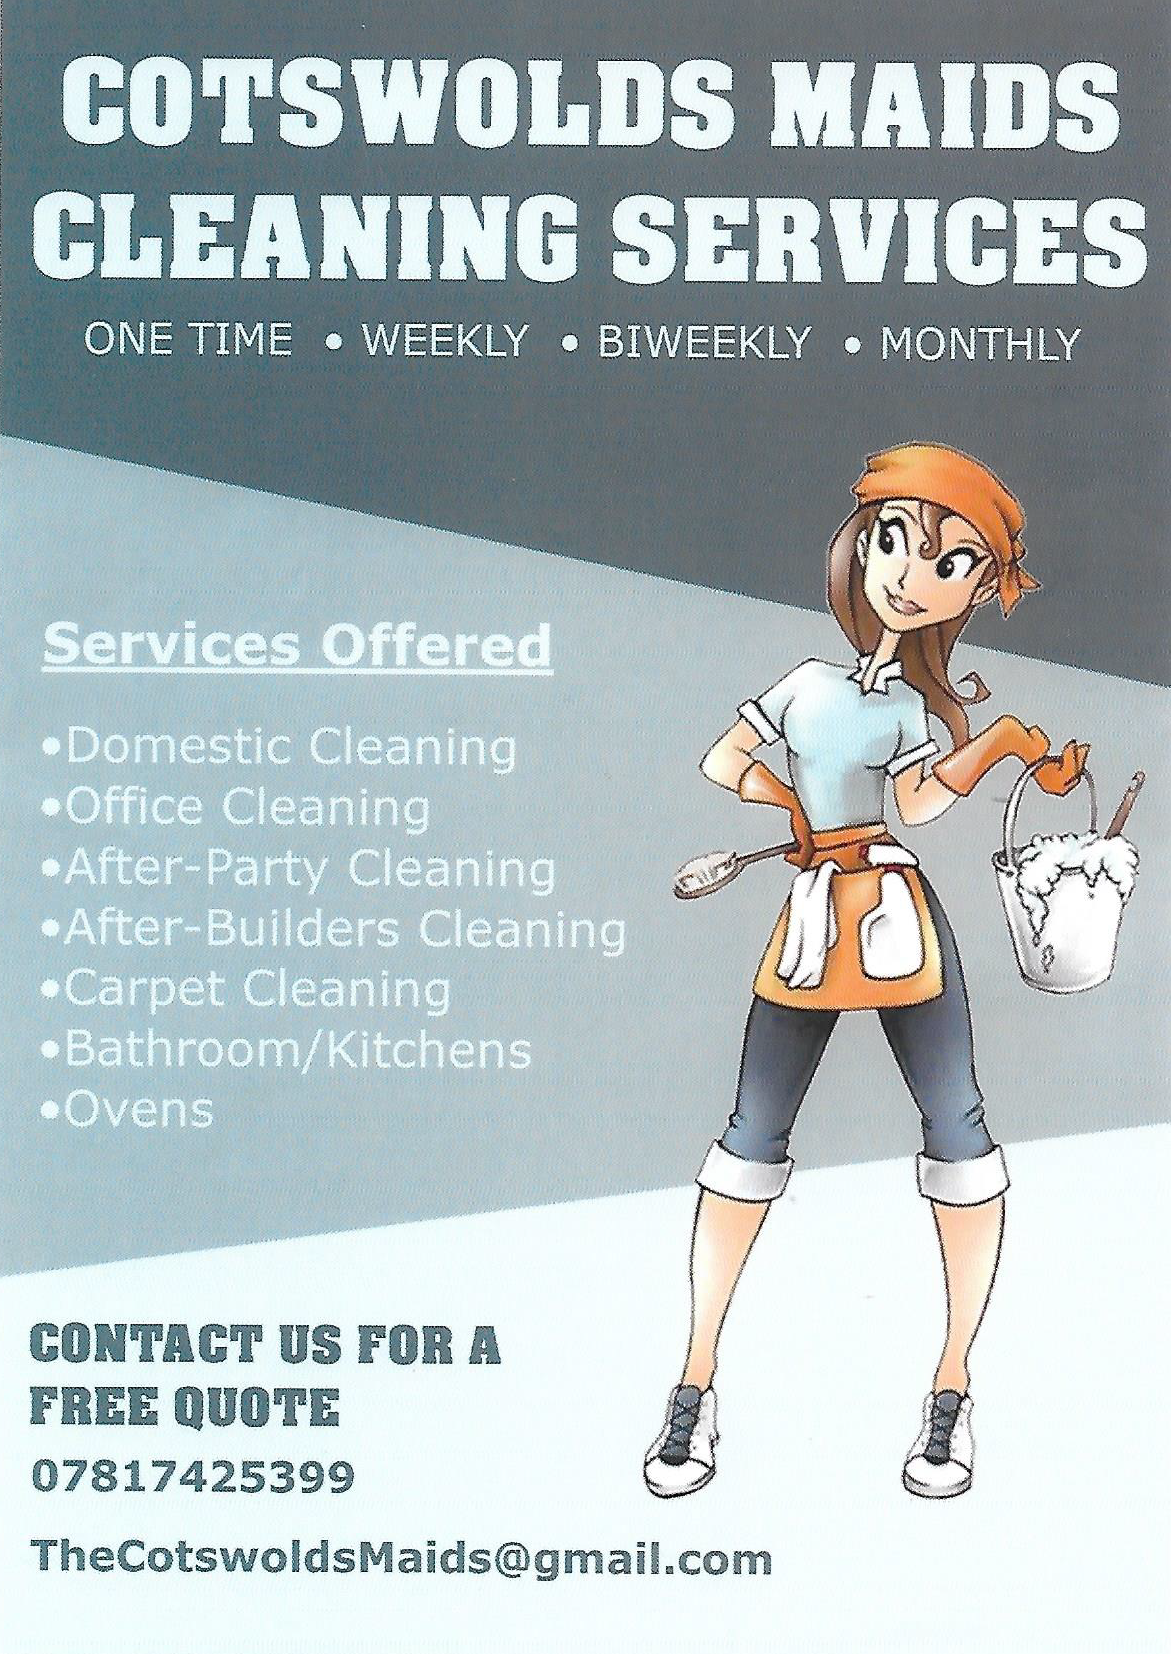 COTSWOLDS MAIDS
CLEANING SERVICES
ONE TIME • WEEKLY • BIWEEKLY • MONTHLY
Services Offered
•Domestic Cleaning
•Office Cleaning
•After-Party Cleaning
•After-Builders Cleaning
•Carpet Cleaning
•Bathroom/Kitchens
•Ovens
CONTACT US FOR A
FREE QUOTE
07817425399
TheCotswoldsMaids@gmail.com